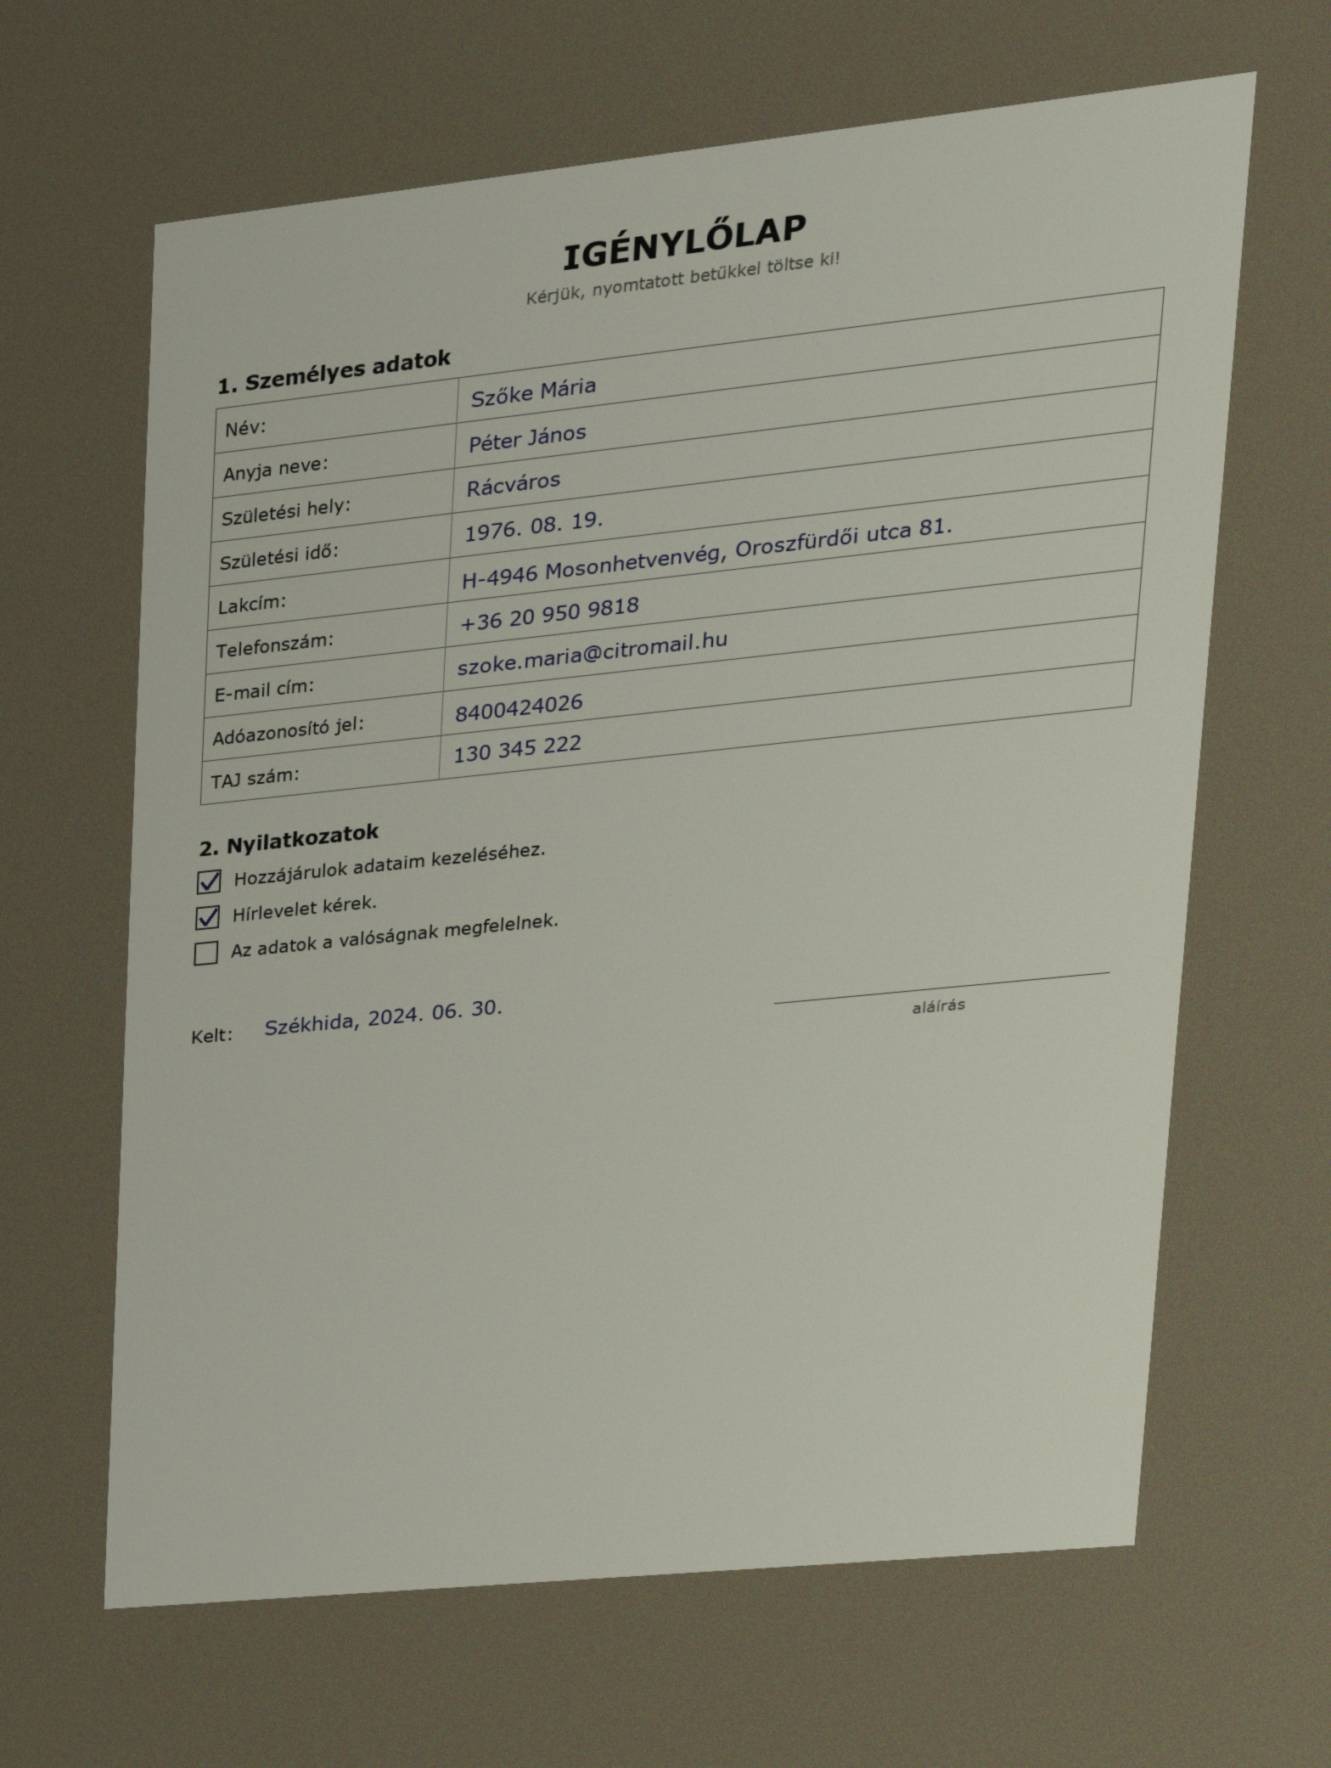 IGÉNYLŐLAP
Kérjük, nyomtatott betűkkel töltse ki!
1. Személyes adatok
Név: Szőke Mária
Anyja neve: Péter János
Születési hely: Rácváros
Születési idő: 1976. 08. 19.
Lakcím: H-4946 Mosonhetvenvég, Oroszfürdői utca 81.
Telefonszám: +36 20 950 9818
E-mail cím: szoke.maria@citromail.hu
Adóazonosító jel: 8400424026
TAJ szám: 130 345 222
2. Nyilatkozatok
Hozzájárulok adataim kezeléséhez.
Hírlevelet kérek.
Az adatok a valóságnak megfelelnek.
Kelt: Székhida, 2024. 06. 30.
aláírás